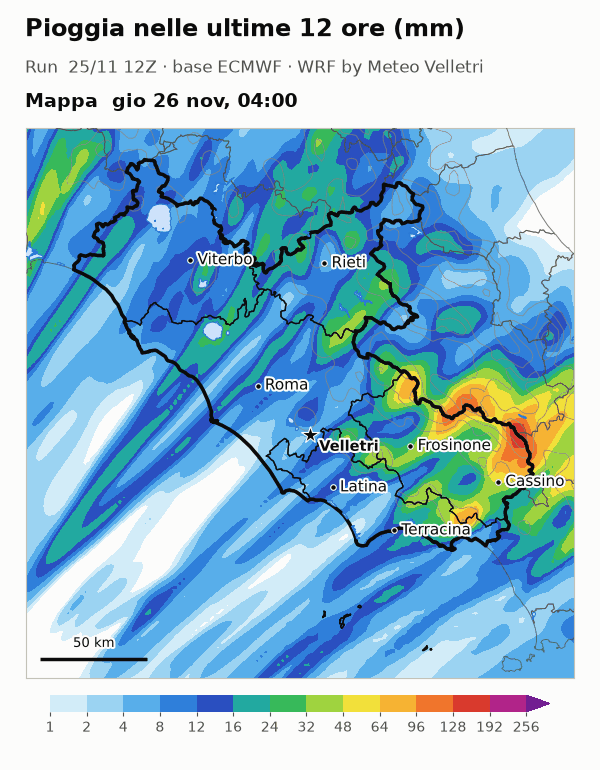 Pioggia nelle ultime 12 ore (mm)
Run  25/11 12Z · base ECMWF · WRF by Meteo Velletri
Mappa  gio 26 nov, 04:00
Viterbo
Rieti
Roma
Velletri
Frosinone
Latina
Cassino
Terracina
50 km
1 2 4 8 12 16 24 32 48 64 96 128 192 256